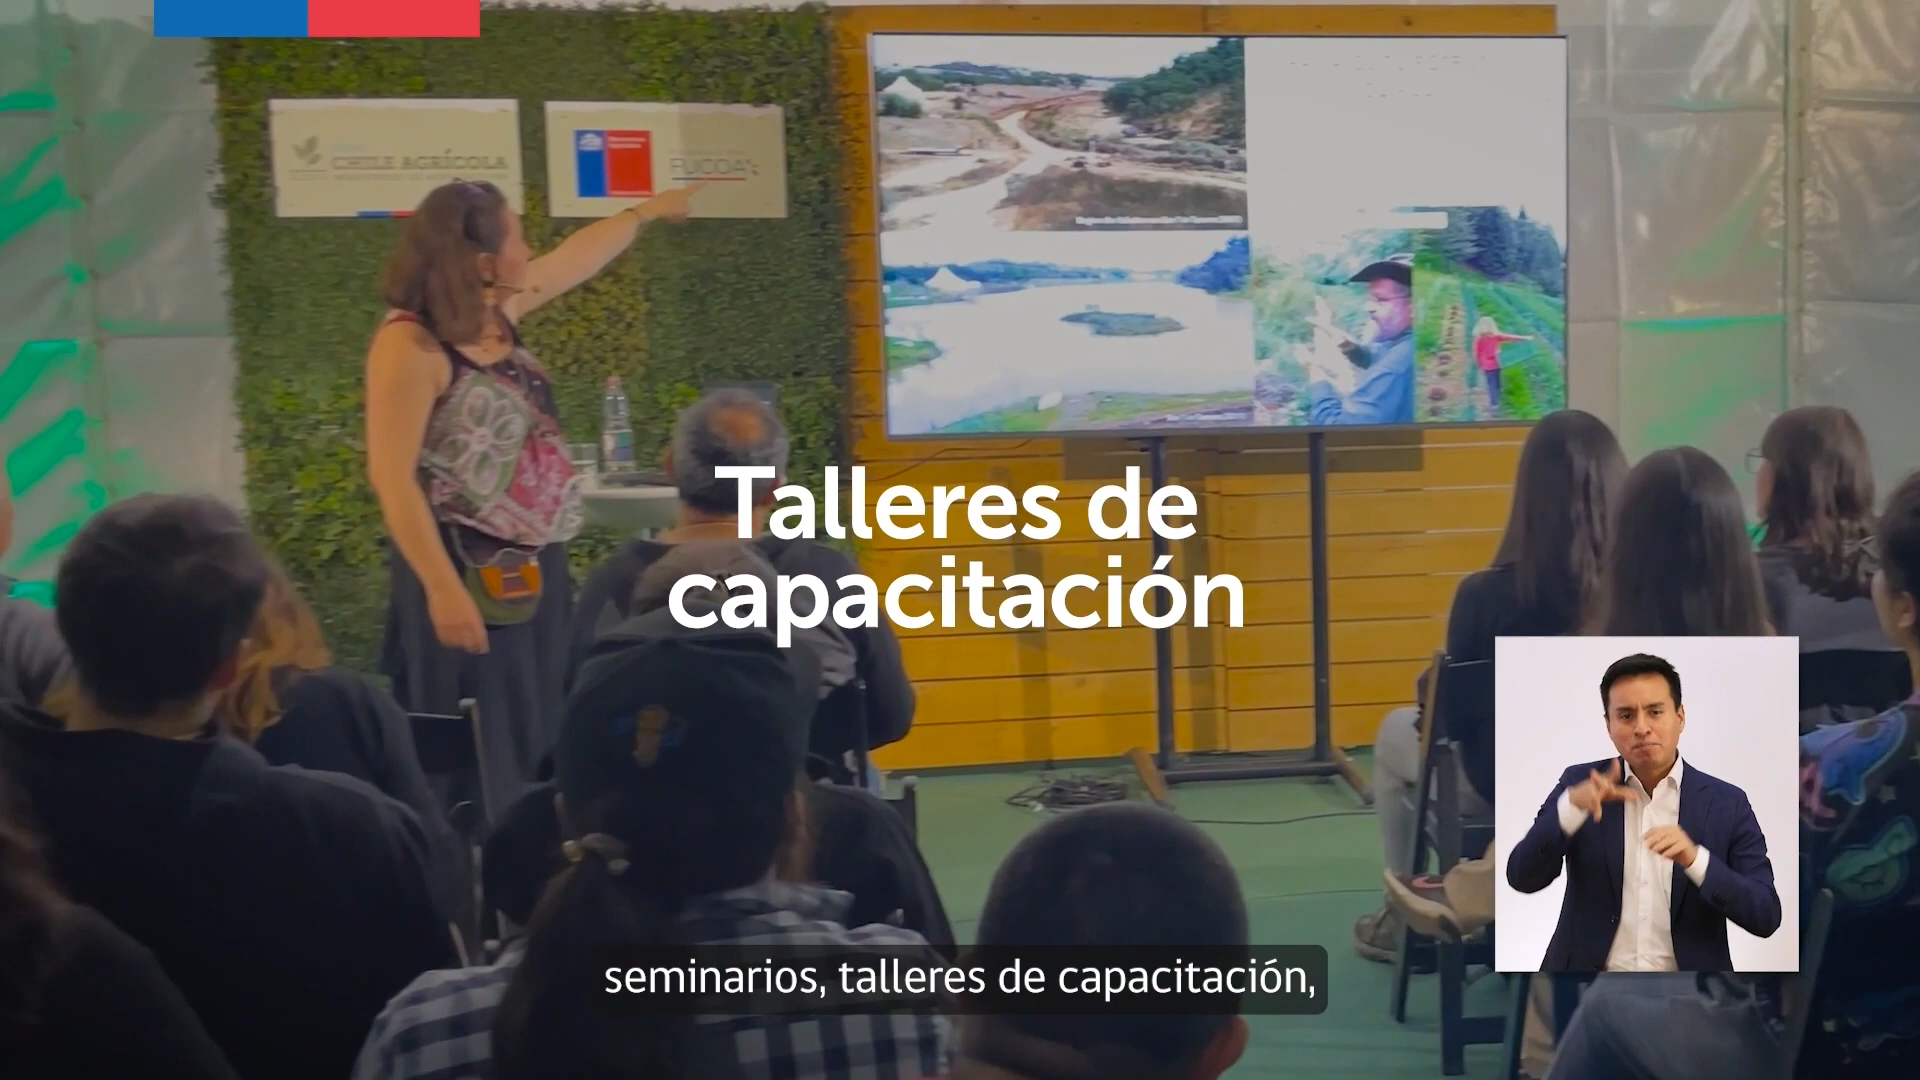 CHILE AGRÍCOLA
FUCOA
Talleres de
capacitación
seminarios, talleres de capacitación,